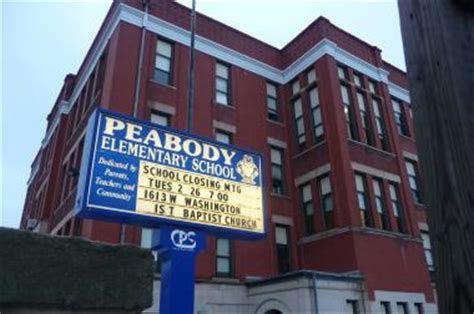 PEABODY
ELEMENTARY SCHOOL
Dedicated by
Parents,
Teachers and
Community
SCHOOL CLOSING MTG
TUES 2 26 7 00
1613 W WASHINGTON
1ST BAPTIST CHURCH
CPS